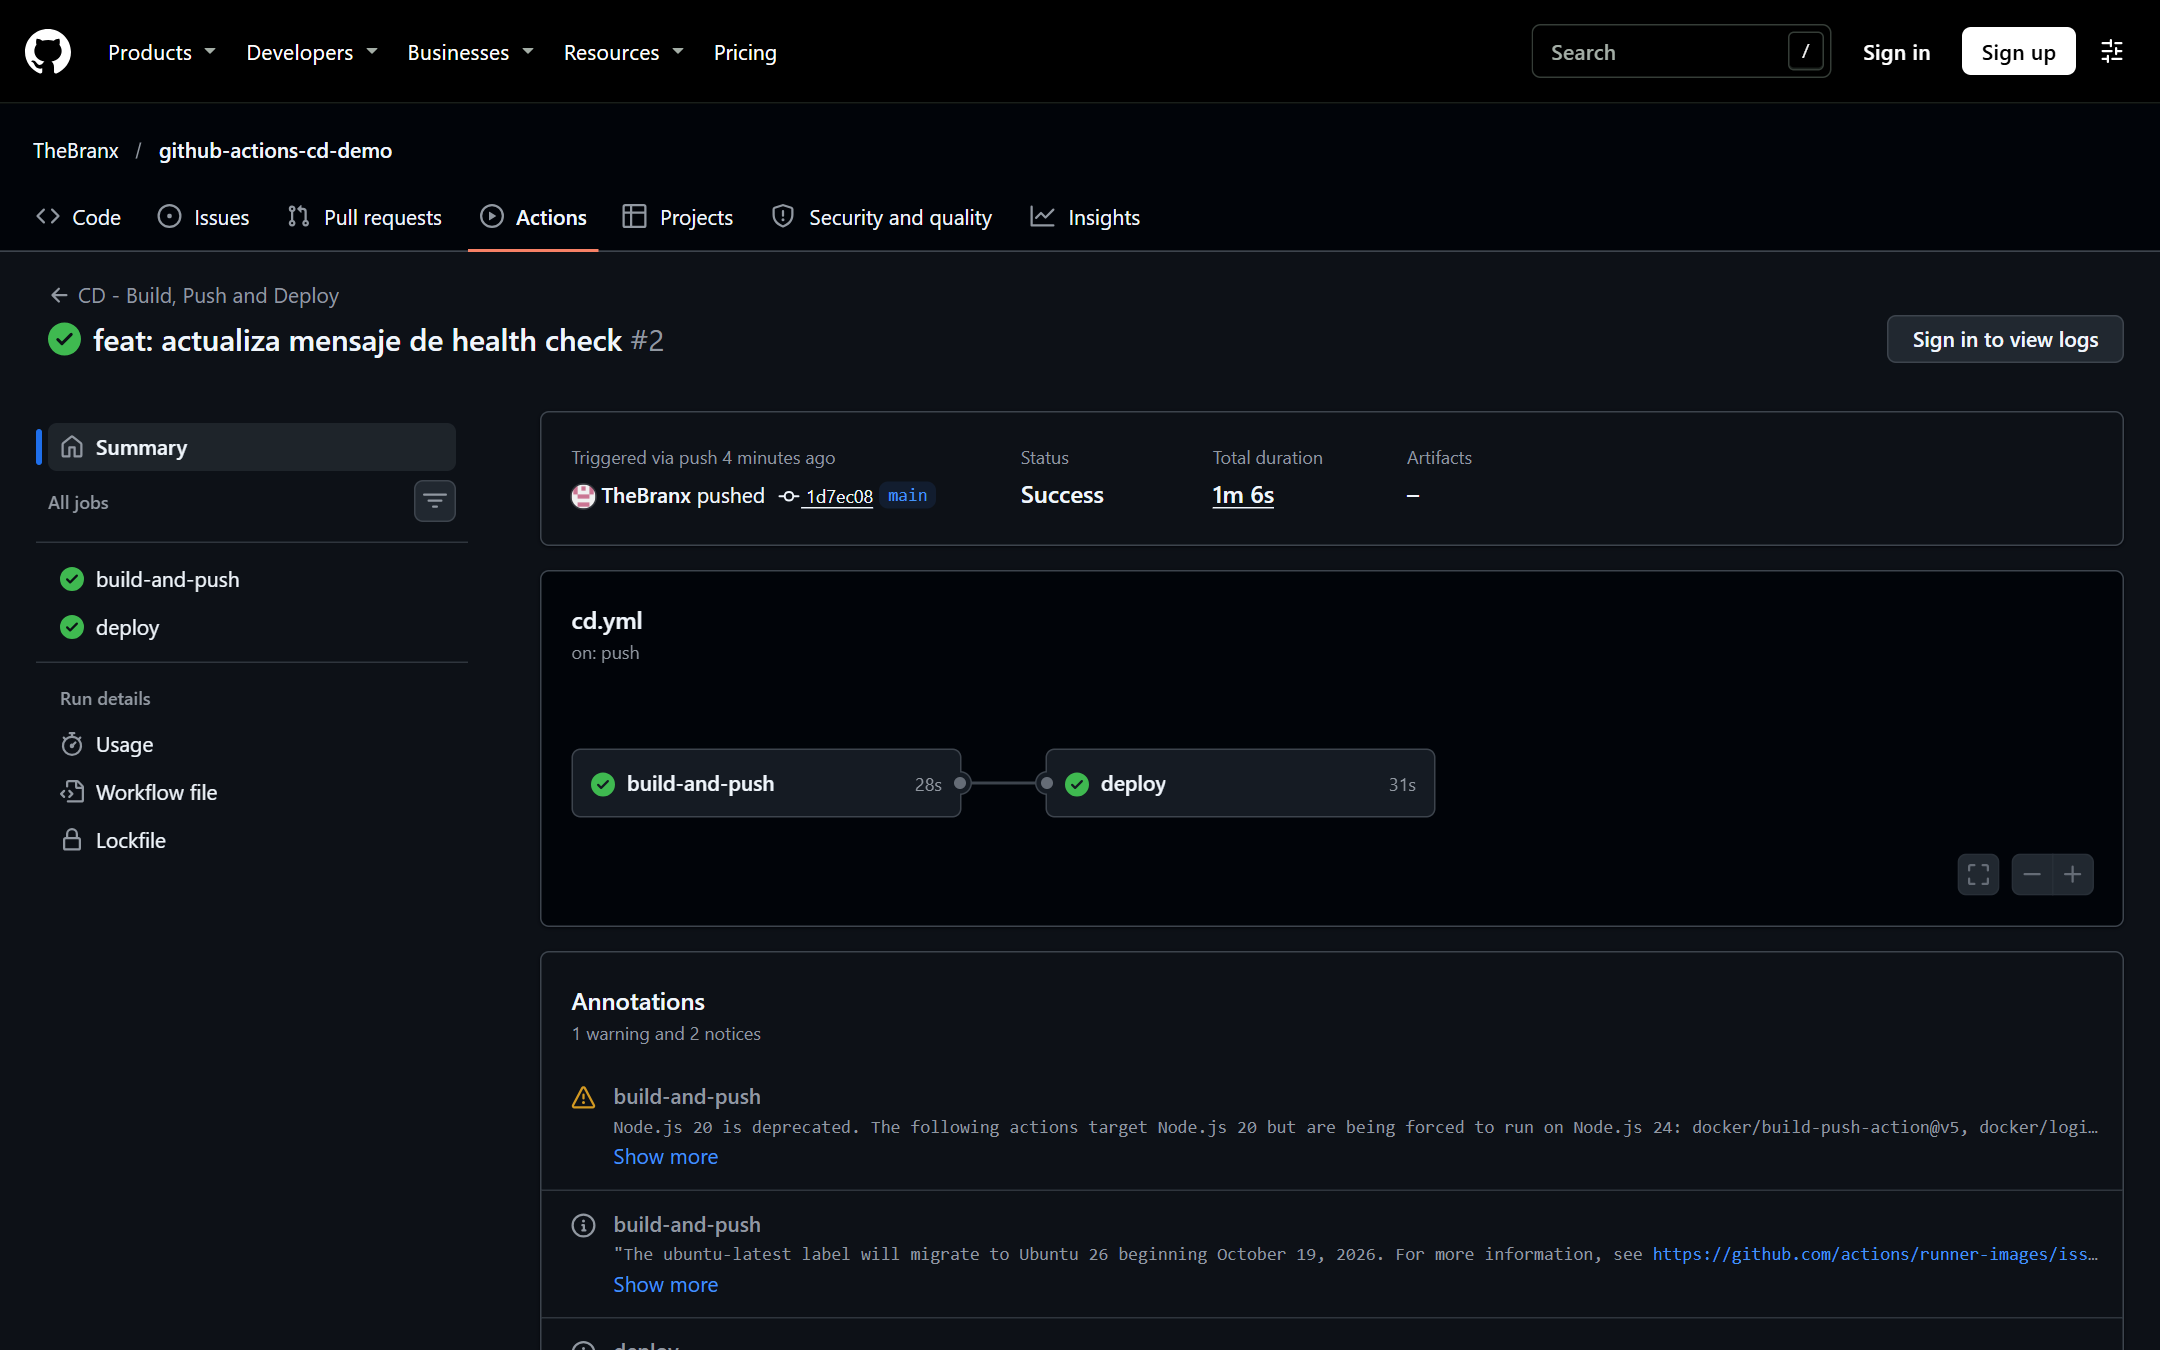 Products Developers Businesses Resources Pricing Search / Sign in Sign up
TheBranx / github-actions-cd-demo
Code Issues Pull requests Actions Projects Security and quality Insights
CD - Build, Push and Deploy
feat: actualiza mensaje de health check #2
Sign in to view logs
Summary
All jobs
build-and-push
deploy
Run details
Usage
Workflow file
Lockfile
Triggered via push 4 minutes ago
TheBranx pushed 1d7ec08 main
Status
Success
Total duration
1m 6s
Artifacts
–
cd.yml
on: push
build-and-push 28s
deploy 31s
Annotations
1 warning and 2 notices
build-and-push
Node.js 20 is deprecated. The following actions target Node.js 20 but are being forced to run on Node.js 24: docker/build-push-action@v5, docker/logi…
Show more
build-and-push
"The ubuntu-latest label will migrate to Ubuntu 26 beginning October 19, 2026. For more information, see https://github.com/actions/runner-images/iss…
Show more
deploy